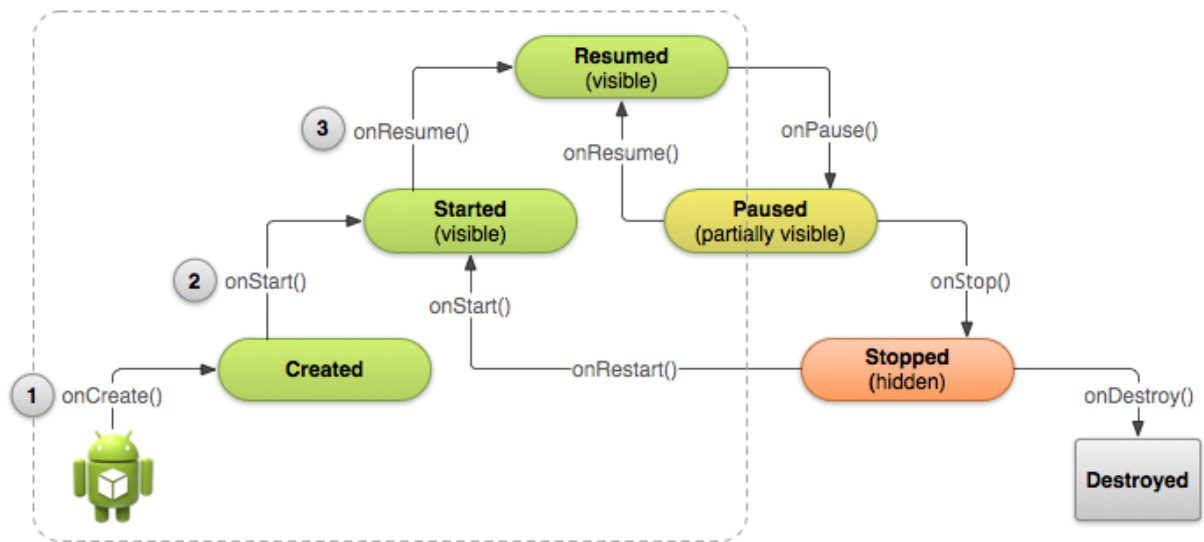 Resumed
(visible)
3
onResume()
onPause()
onResume()
Started
(visible)
Paused
(partially visible)
2
onStart()
onStart()
onStop()
Created
onRestart()
Stopped
(hidden)
1
onCreate()
onDestroy()
Destroyed